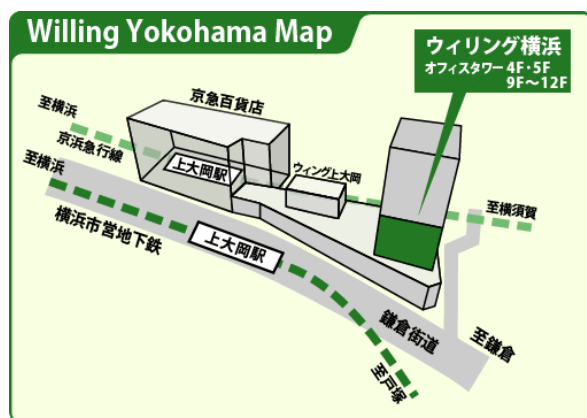 Willing Yokohama Map
ウィリング横浜
オフィスタワー 4F・5F
9F～12F
京急百貨店
至横浜
京浜急行線
上大岡駅
ウィング上大岡
至横須賀
至横浜
横浜市営地下鉄
上大岡駅
鎌倉街道
至鎌倉
至戸塚